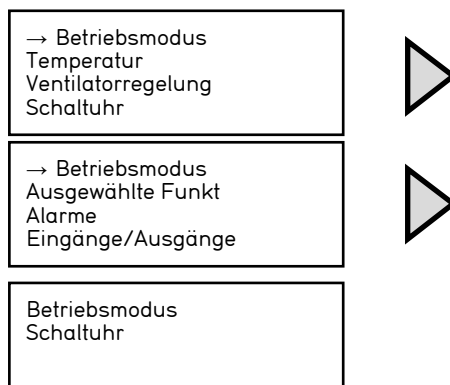 → Betriebsmodus
Temperatur
Ventilatorregelung
Schaltuhr
→ Betriebsmodus
Ausgewählte Funkt
Alarme
Eingänge/Ausgänge
Betriebsmodus
Schaltuhr